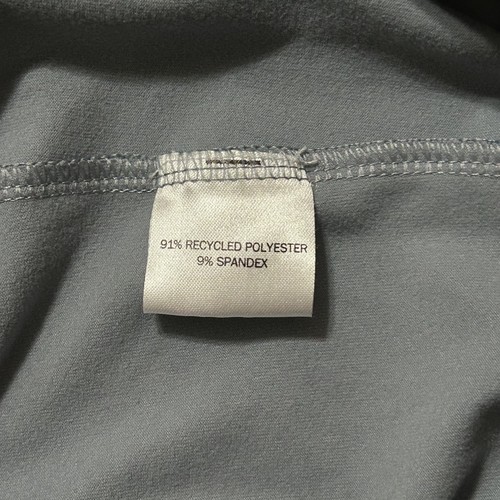 91% RECYCLED POLYESTER
9% SPANDEX